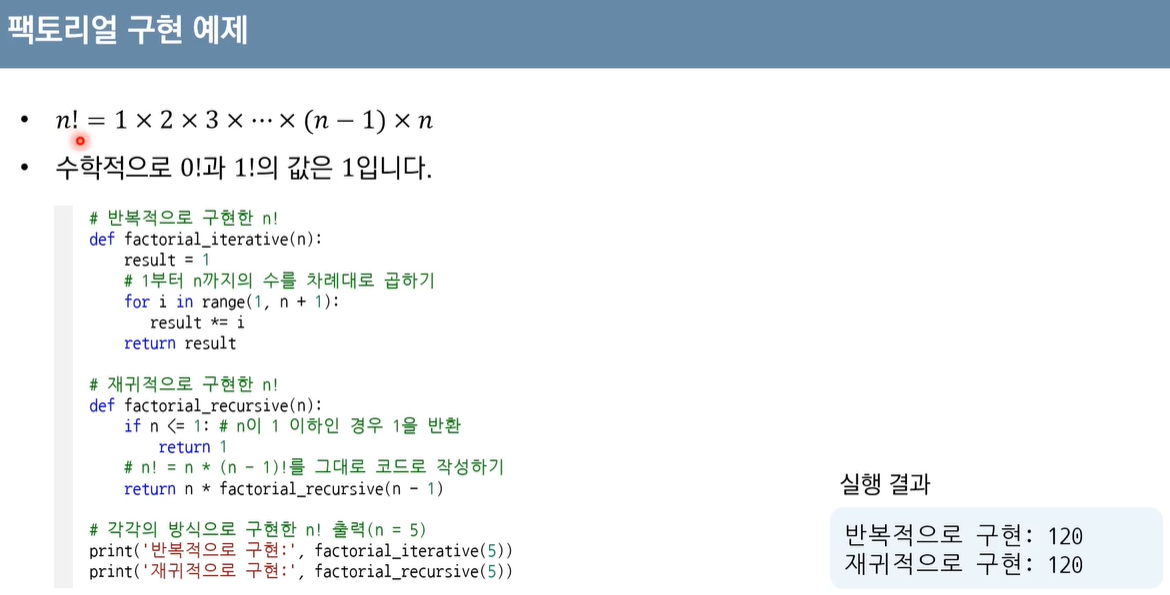 팩토리얼 구현 예제
• n! = 1 × 2 × 3 × ⋯ × (n − 1) × n
• 수학적으로 0!과 1!의 값은 1입니다.
# 반복적으로 구현한 n!
def factorial_iterative(n):
    result = 1
    # 1부터 n까지의 수를 차례대로 곱하기
    for i in range(1, n + 1):
       result *= i
    return result

# 재귀적으로 구현한 n!
def factorial_recursive(n):
    if n <= 1: # n이 1 이하인 경우 1을 반환
        return 1
    # n! = n * (n - 1)!를 그대로 코드로 작성하기
    return n * factorial_recursive(n - 1)

# 각각의 방식으로 구현한 n! 출력(n = 5)
print('반복적으로 구현:', factorial_iterative(5))
print('재귀적으로 구현:', factorial_recursive(5))
실행 결과
반복적으로 구현: 120
재귀적으로 구현: 120